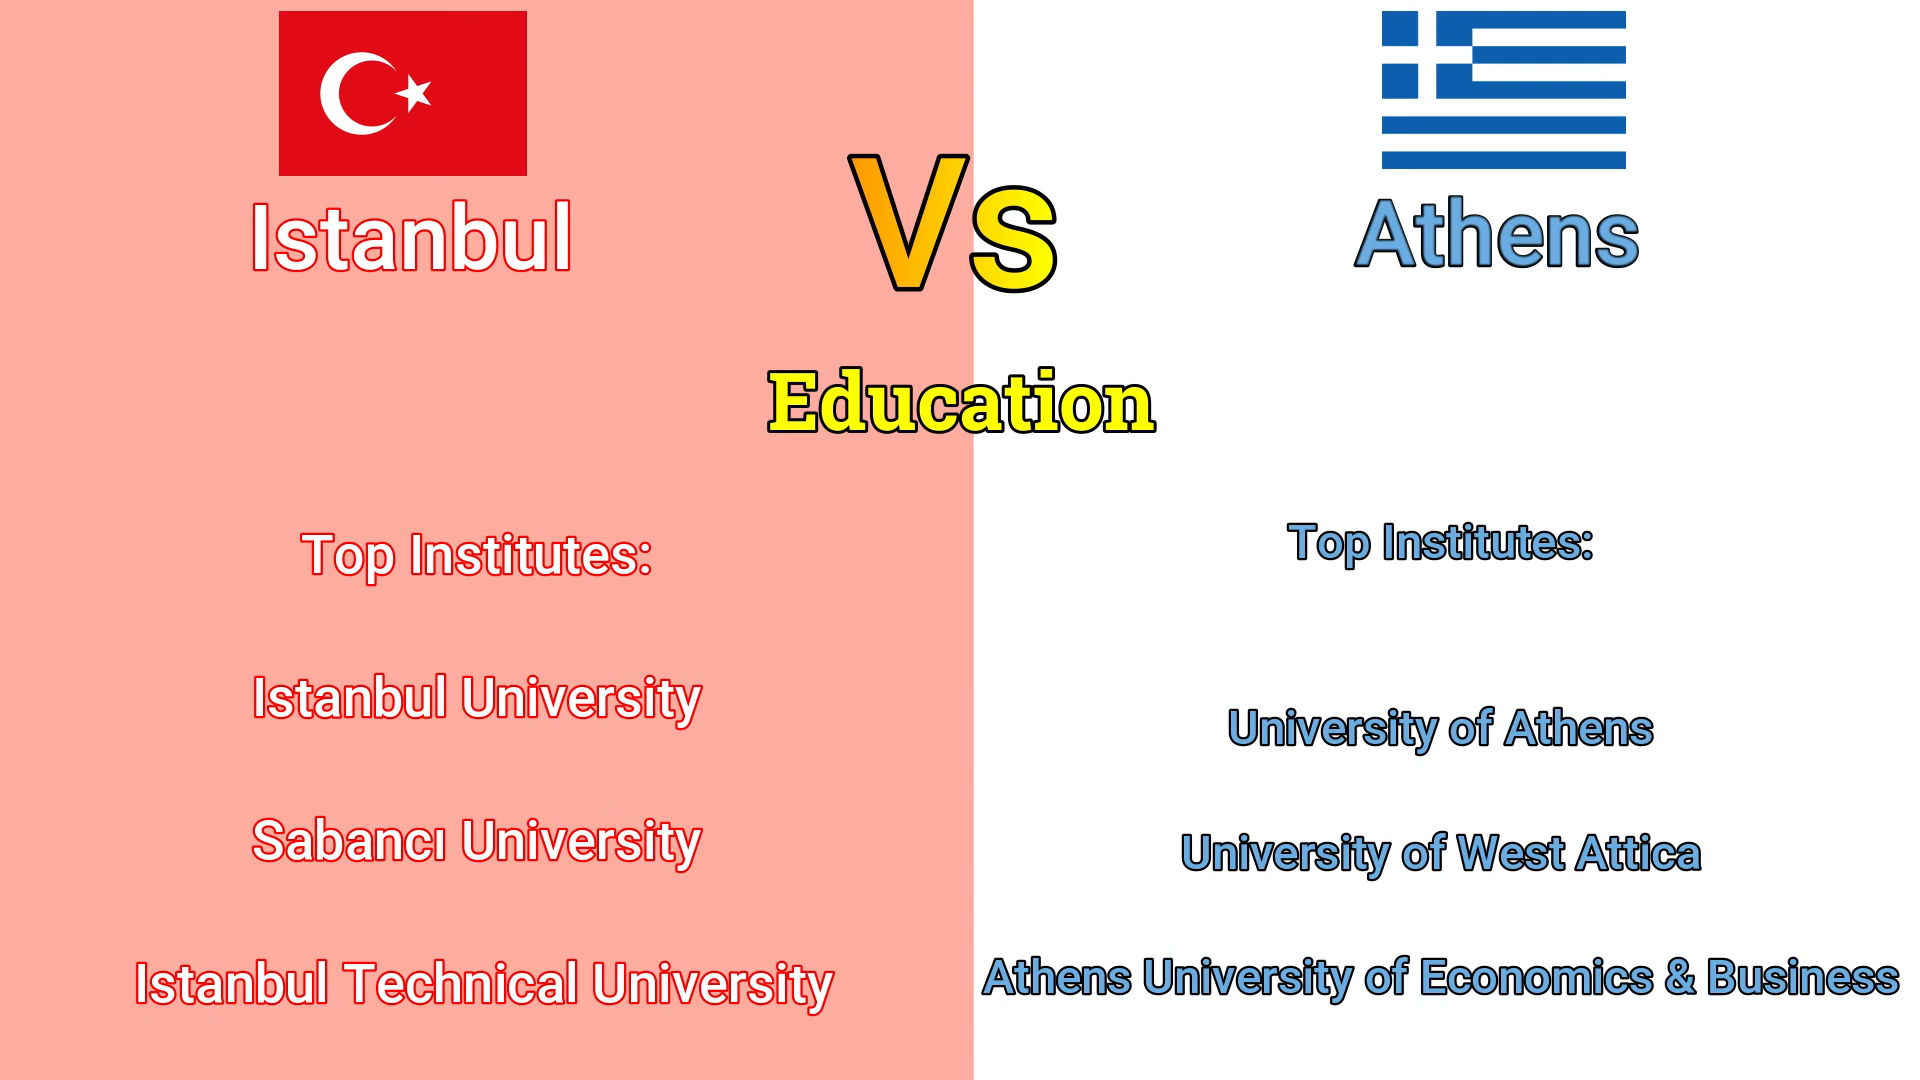 Istanbul
Vs
Athens
Education
Top Institutes:
Istanbul University
Sabancı University
Istanbul Technical University
Top Institutes:
University of Athens
University of West Attica
Athens University of Economics & Business